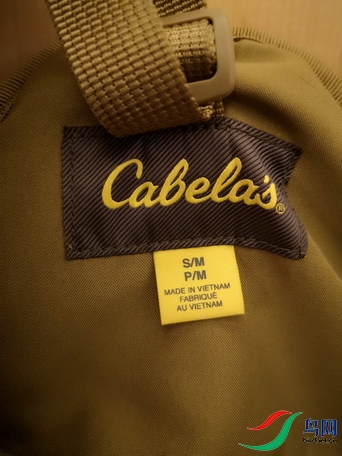 Cabela's®
S/M
P/M
MADE IN VIETNAM
FABRIQUÉ
AU VIETNAM
鸟网